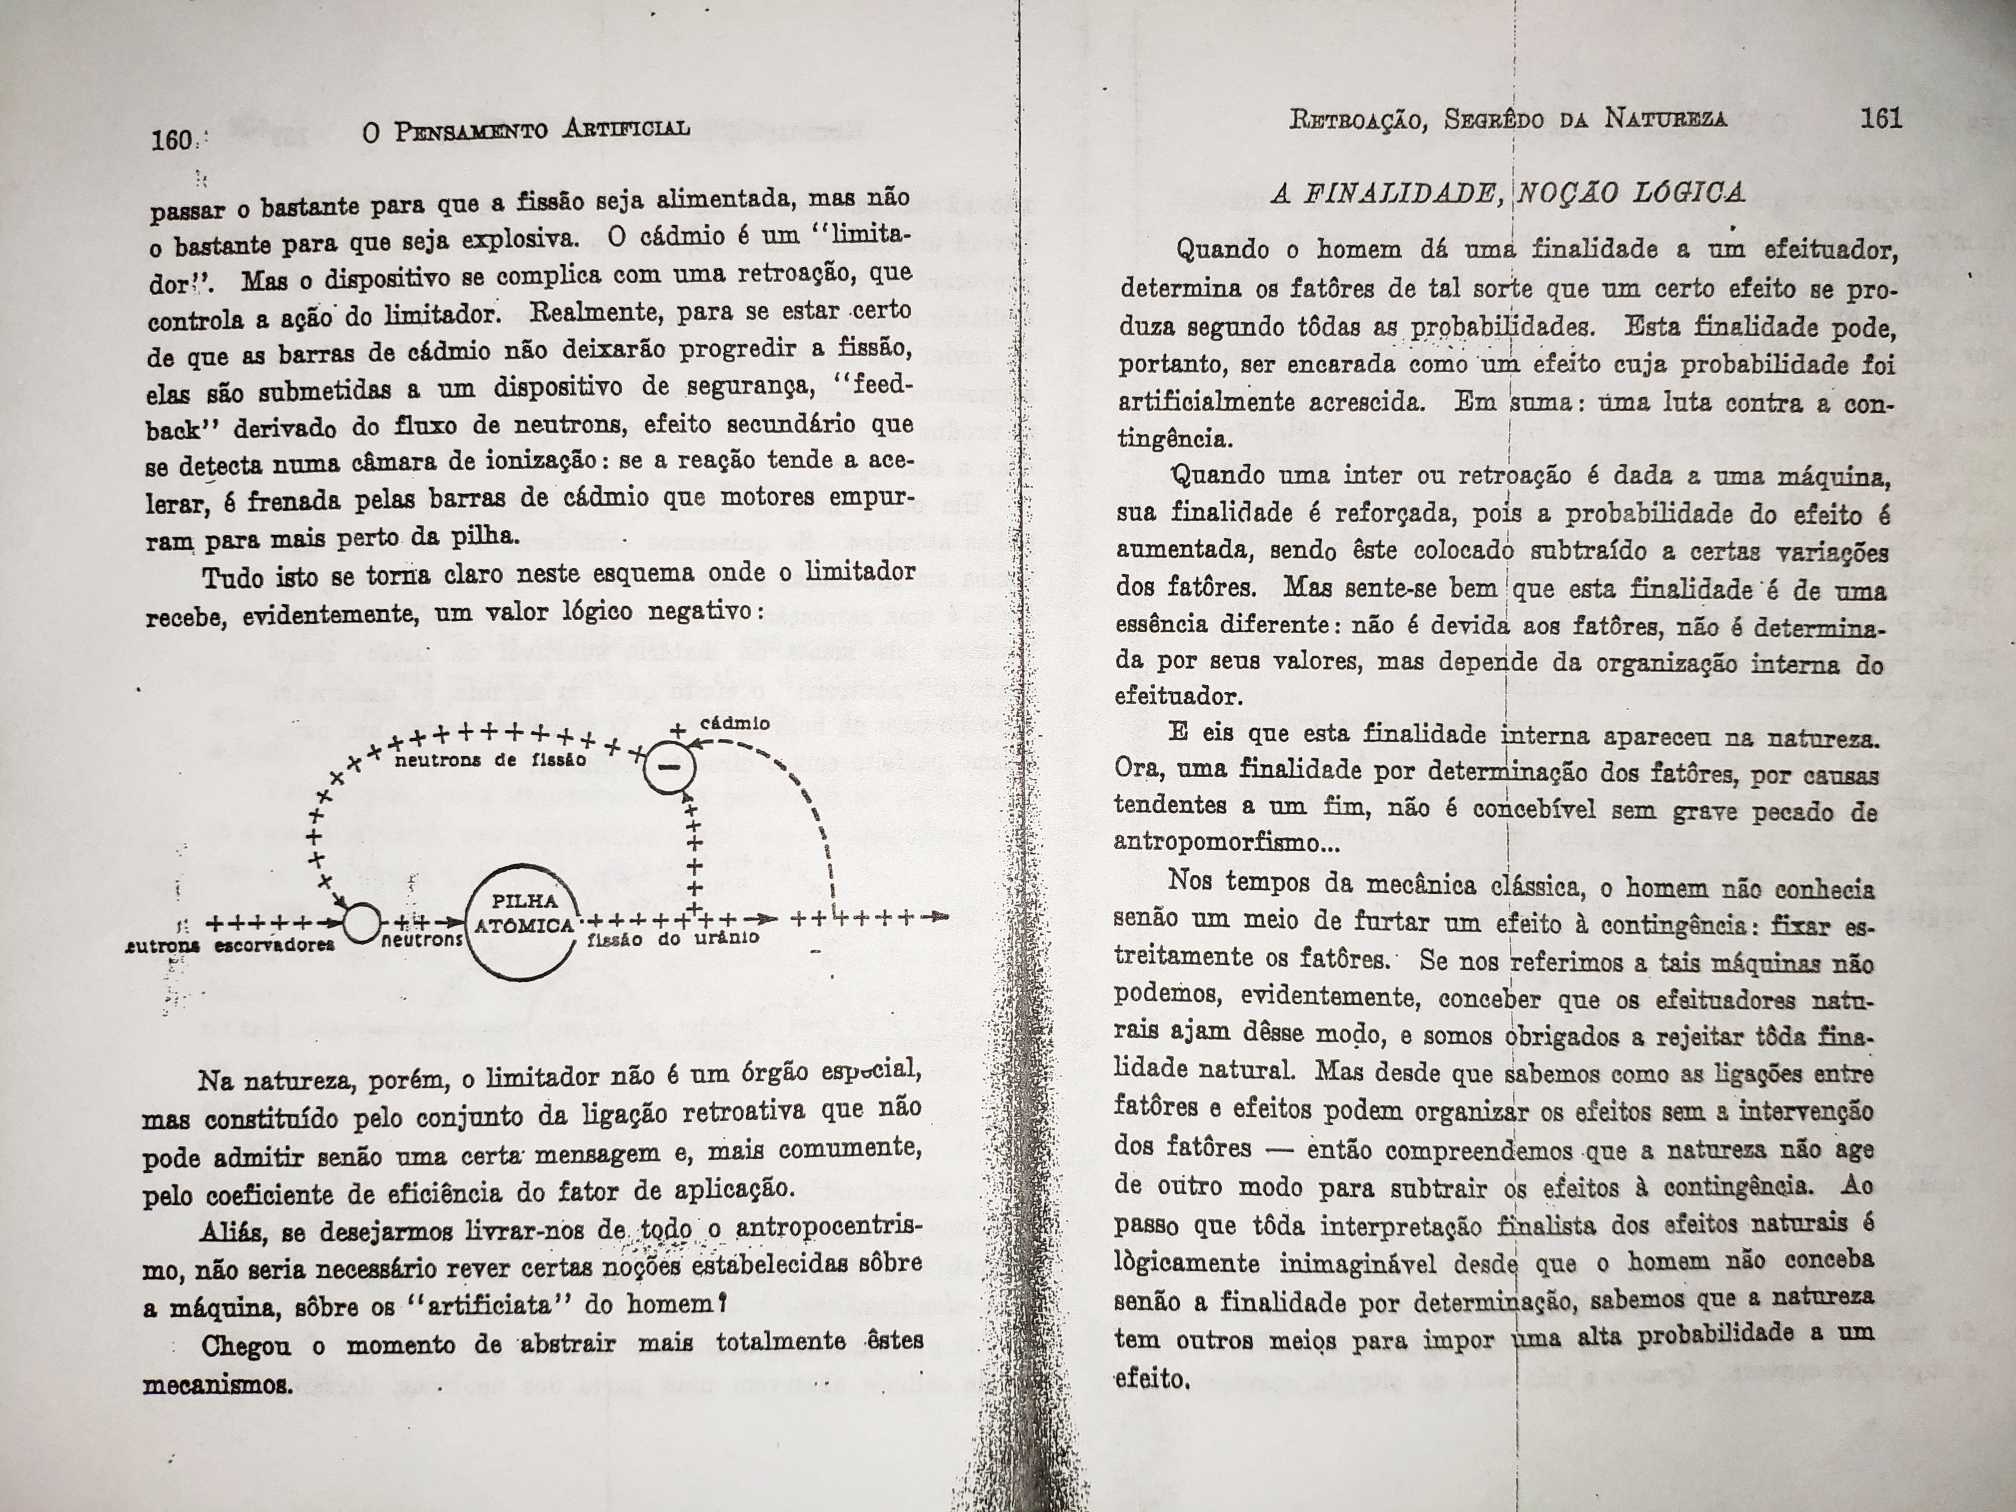 160
O Pensamento Artificial
passar o bastante para que a fissão seja alimentada, mas não
o bastante para que seja explosiva. O cádmio é um "limita-
dor". Mas o dispositivo se complica com uma retroação, que
controla a ação do limitador. Realmente, para se estar certo
de que as barras de cádmio não deixarão progredir a fissão,
elas são submetidas a um dispositivo de segurança, "feed-
back" derivado do fluxo de neutrons, efeito secundário que
se detecta numa câmara de ionização: se a reação tende a ace-
lerar, é frenada pelas barras de cádmio que motores empur-
ram para mais perto da pilha.
Tudo isto se torna claro neste esquema onde o limitador
recebe, evidentemente, um valor lógico negativo:
cádmio
neutrons de fissão
PILHA
ATÔMICA
eutrons escorvadores
neutrons
fissão do urânio
Na natureza, porém, o limitador não é um órgão especial,
mas constituído pelo conjunto da ligação retroativa que não
pode admitir senão uma certa mensagem e, mais comumente,
pelo coeficiente de eficiência do fator de aplicação.
Aliás, se desejarmos livrar-nos de todo o antropocentris-
mo, não seria necessário rever certas noções estabelecidas sôbre
a máquina, sôbre os "artificiata" do homem?
Chegou o momento de abstrair mais totalmente êstes
mecanismos.
Retroação, Segrêdo da Natureza
161
A FINALIDADE, NOÇÃO LÓGICA
Quando o homem dá uma finalidade a um efeituador,
determina os fatôres de tal sorte que um certo efeito se pro-
duza segundo tôdas as probabilidades. Esta finalidade pode,
portanto, ser encarada como um efeito cuja probabilidade foi
artificialmente acrescida. Em suma: uma luta contra a con-
tingência.
Quando uma inter ou retroação é dada a uma máquina,
sua finalidade é reforçada, pois a probabilidade do efeito é
aumentada, sendo êste colocado subtraído a certas variações
dos fatôres. Mas sente-se bem que esta finalidade é de uma
essência diferente: não é devida aos fatôres, não é determina-
da por seus valores, mas depende da organização interna do
efeituador.
E eis que esta finalidade interna apareceu na natureza.
Ora, uma finalidade por determinação dos fatôres, por causas
tendentes a um fim, não é concebível sem grave pecado de
antropomorfismo...
Nos tempos da mecânica clássica, o homem não conhecia
senão um meio de furtar um efeito à contingência: fixar es-
treitamente os fatôres. Se nos referimos a tais máquinas não
podemos, evidentemente, conceber que os efeituadores natu-
rais ajam dêsse modo, e somos obrigados a rejeitar tôda fina-
lidade natural. Mas desde que sabemos como as ligações entre
fatôres e efeitos podem organizar os efeitos sem a intervenção
dos fatôres — então compreendemos que a natureza não age
de outro modo para subtrair os efeitos à contingência. Ao
passo que tôda interpretação finalista dos efeitos naturais é
lògicamente inimaginável desde que o homem não conceba
senão a finalidade por determinação, sabemos que a natureza
tem outros meios para impor uma alta probabilidade a um
efeito.